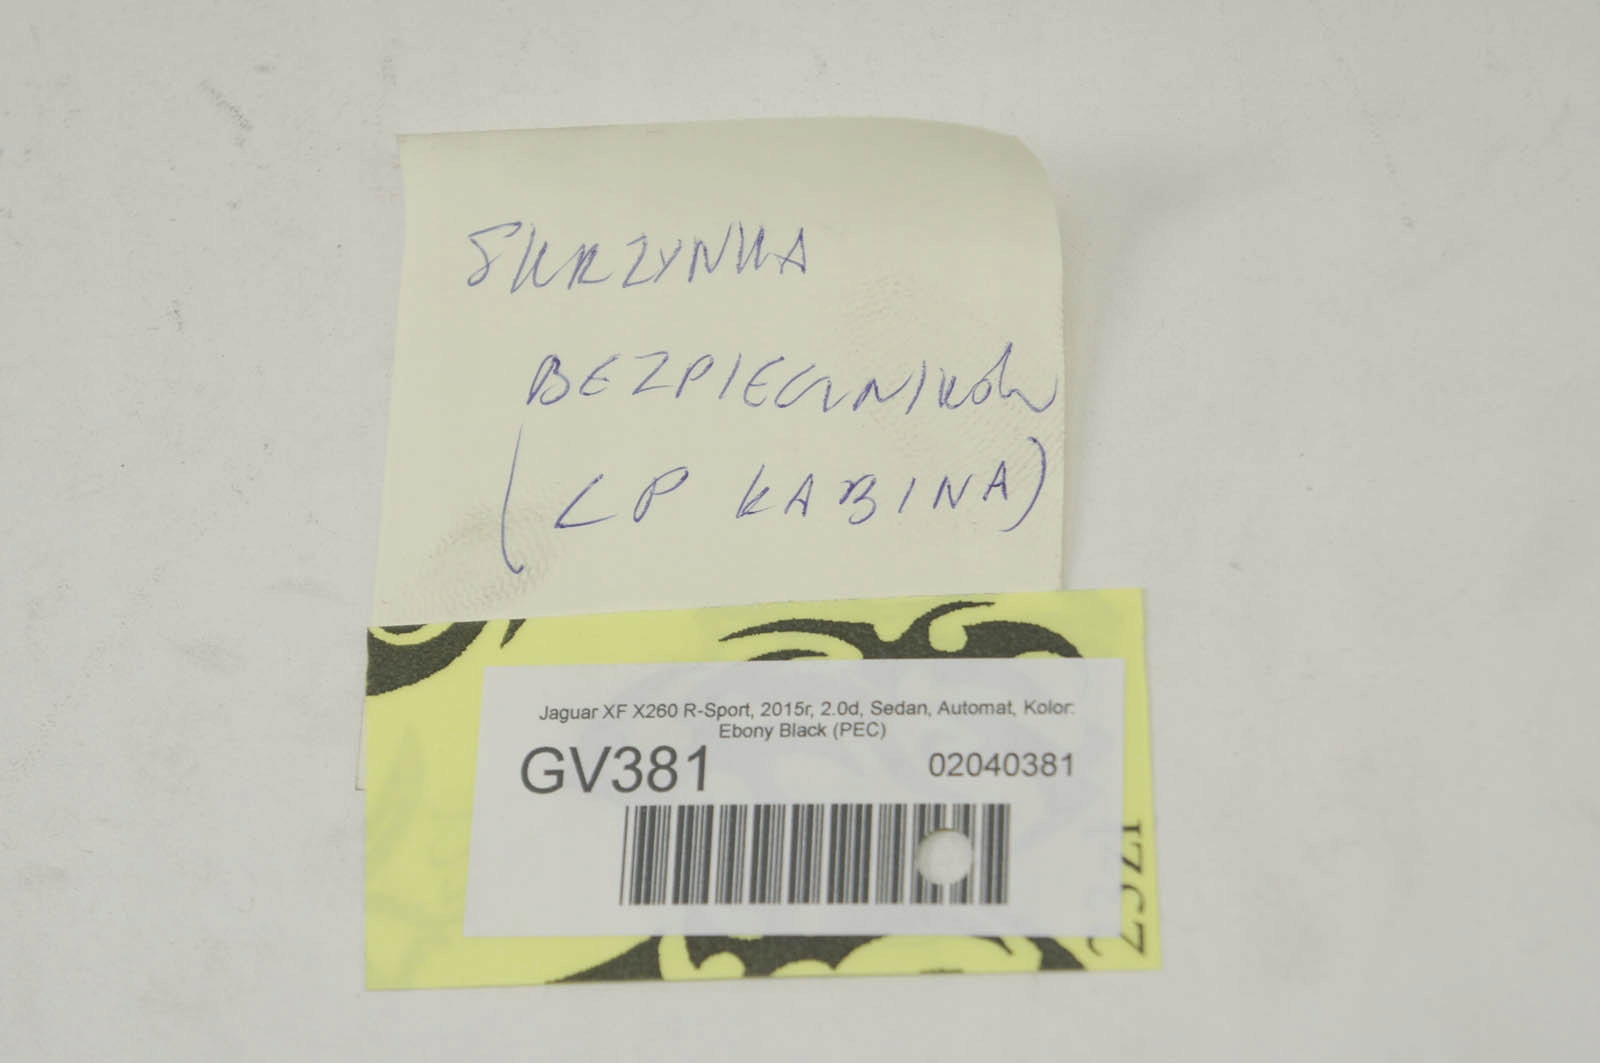 SKRZYNKA
BEZPIECZNIKÓW
(LP KABINA)
Jaguar XF X260 R-Sport, 2015r, 2.0d, Sedan, Automat, Kolor:
Ebony Black (PEC)
GV381
02040381